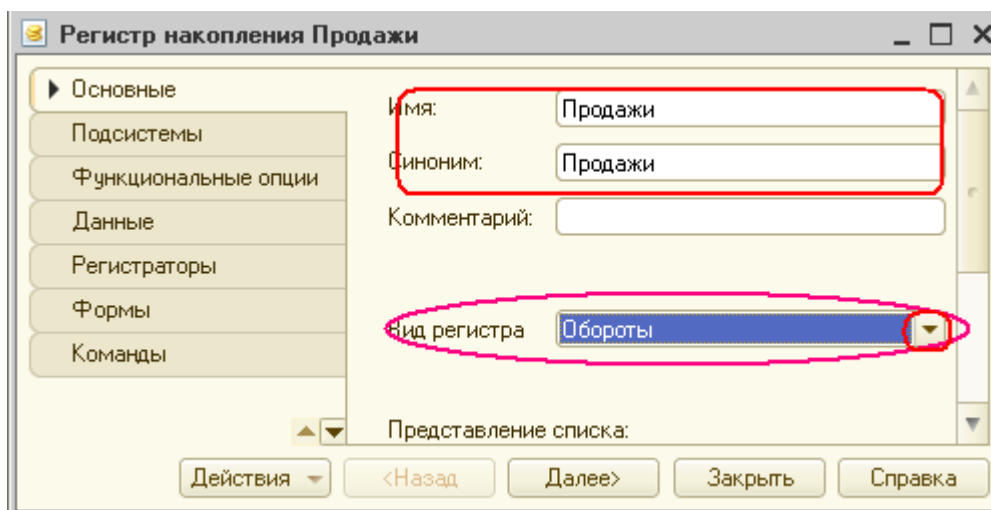 Регистр накопления Продажи
Основные
Подсистемы
Функциональные опции
Данные
Регистраторы
Формы
Команды
Имя: Продажи
Синоним: Продажи
Комментарий:
Вид регистра Обороты
Представление списка:
Действия <Назад Далее> Закрыть Справка